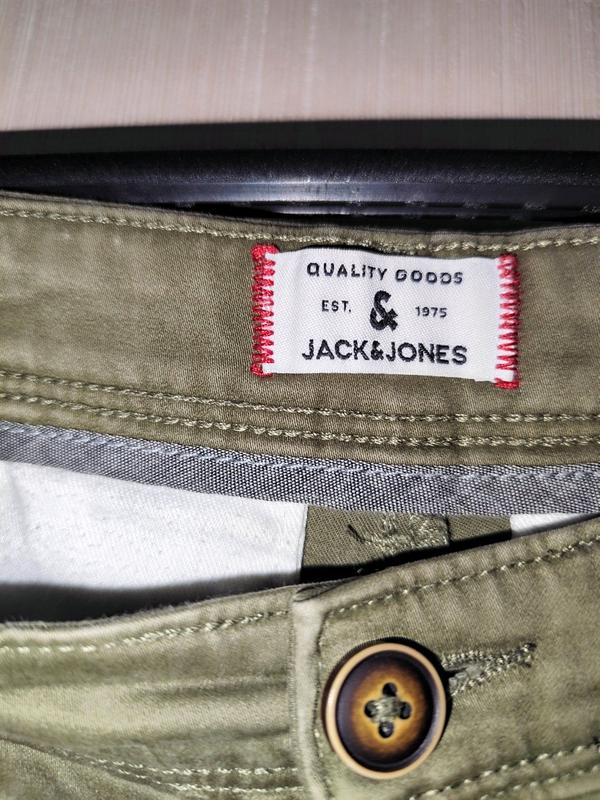 QUALITY GOODS
EST. & 1975
JACK&JONES